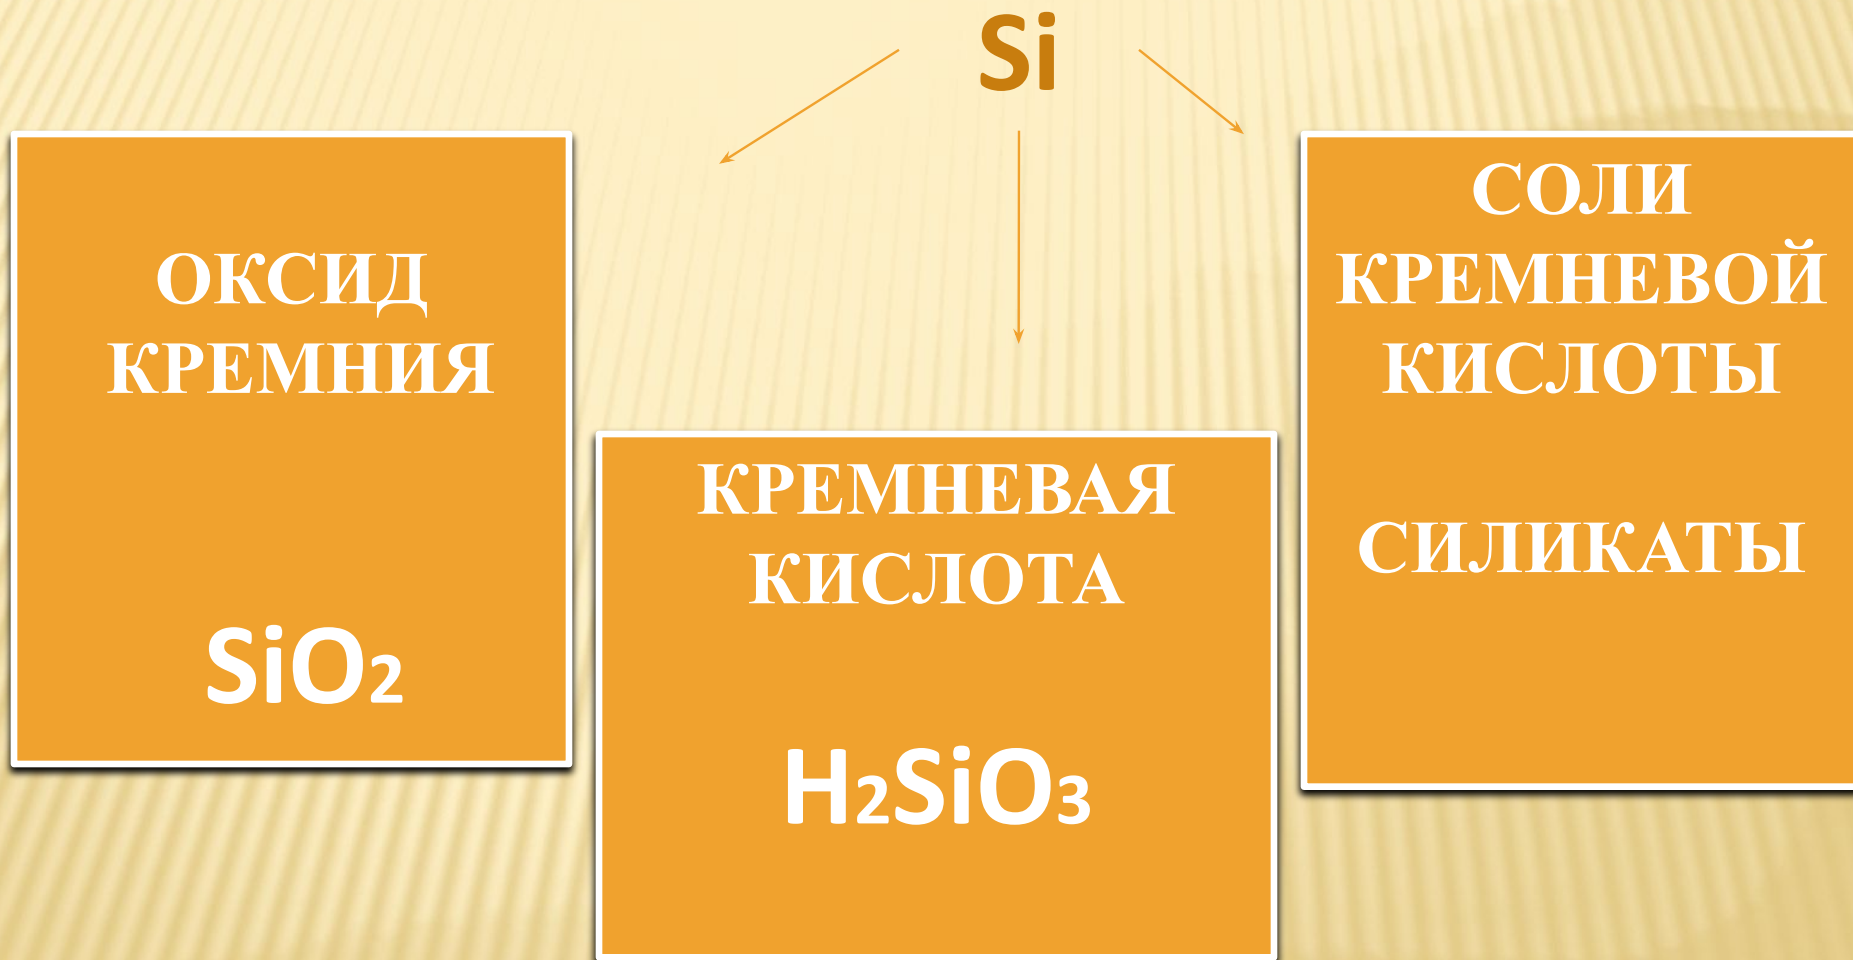 Si
ОКСИД
КРЕМНИЯ
SiO2
КРЕМНЕВАЯ
КИСЛОТА
H2SiO3
СОЛИ
КРЕМНЕВОЙ
КИСЛОТЫ
СИЛИКАТЫ